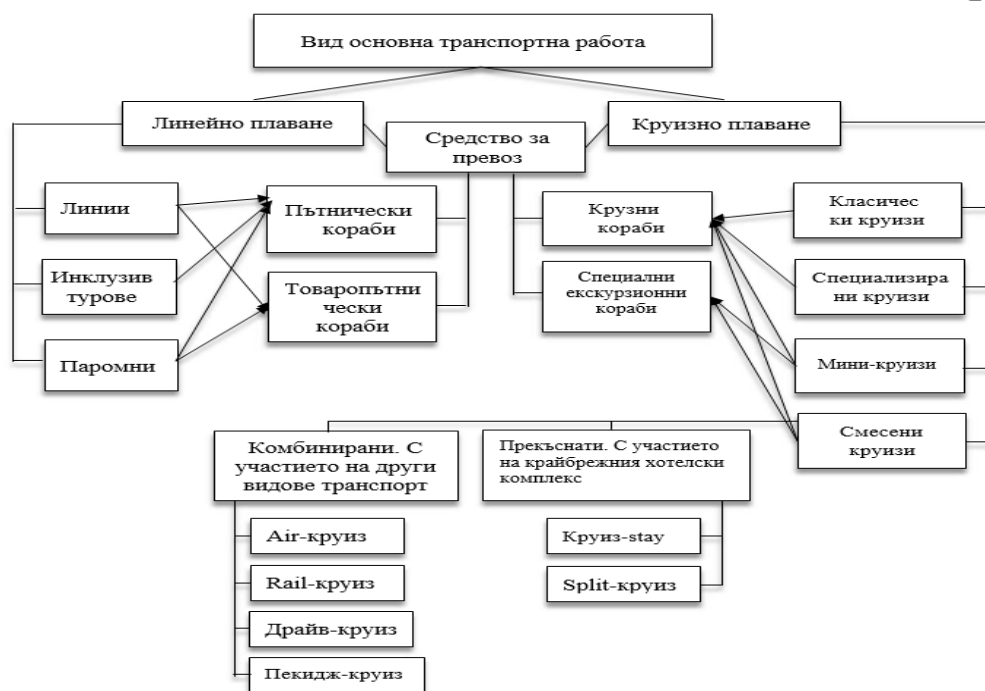 Вид основна транспортна работа
Линейно плаване
Круизно плаване
Средство за
превоз
Линии
Пътнически
кораби
Крузни
кораби
Класичес
ки круизи
Инклузив
турове
Товаропътни
чески
кораби
Специални
екскурзионни
кораби
Специализира
ни круизи
Паромни
Мини-круизи
Смесени
круизи
Комбинирани. С
участието на други
видове транспорт
Прекъснати. С участието
на крайбрежния хотелски
комплекс
Air-круиз
Круиз-stay
Rail-круиз
Split-круиз
Драйв-круиз
Пекидж-круиз